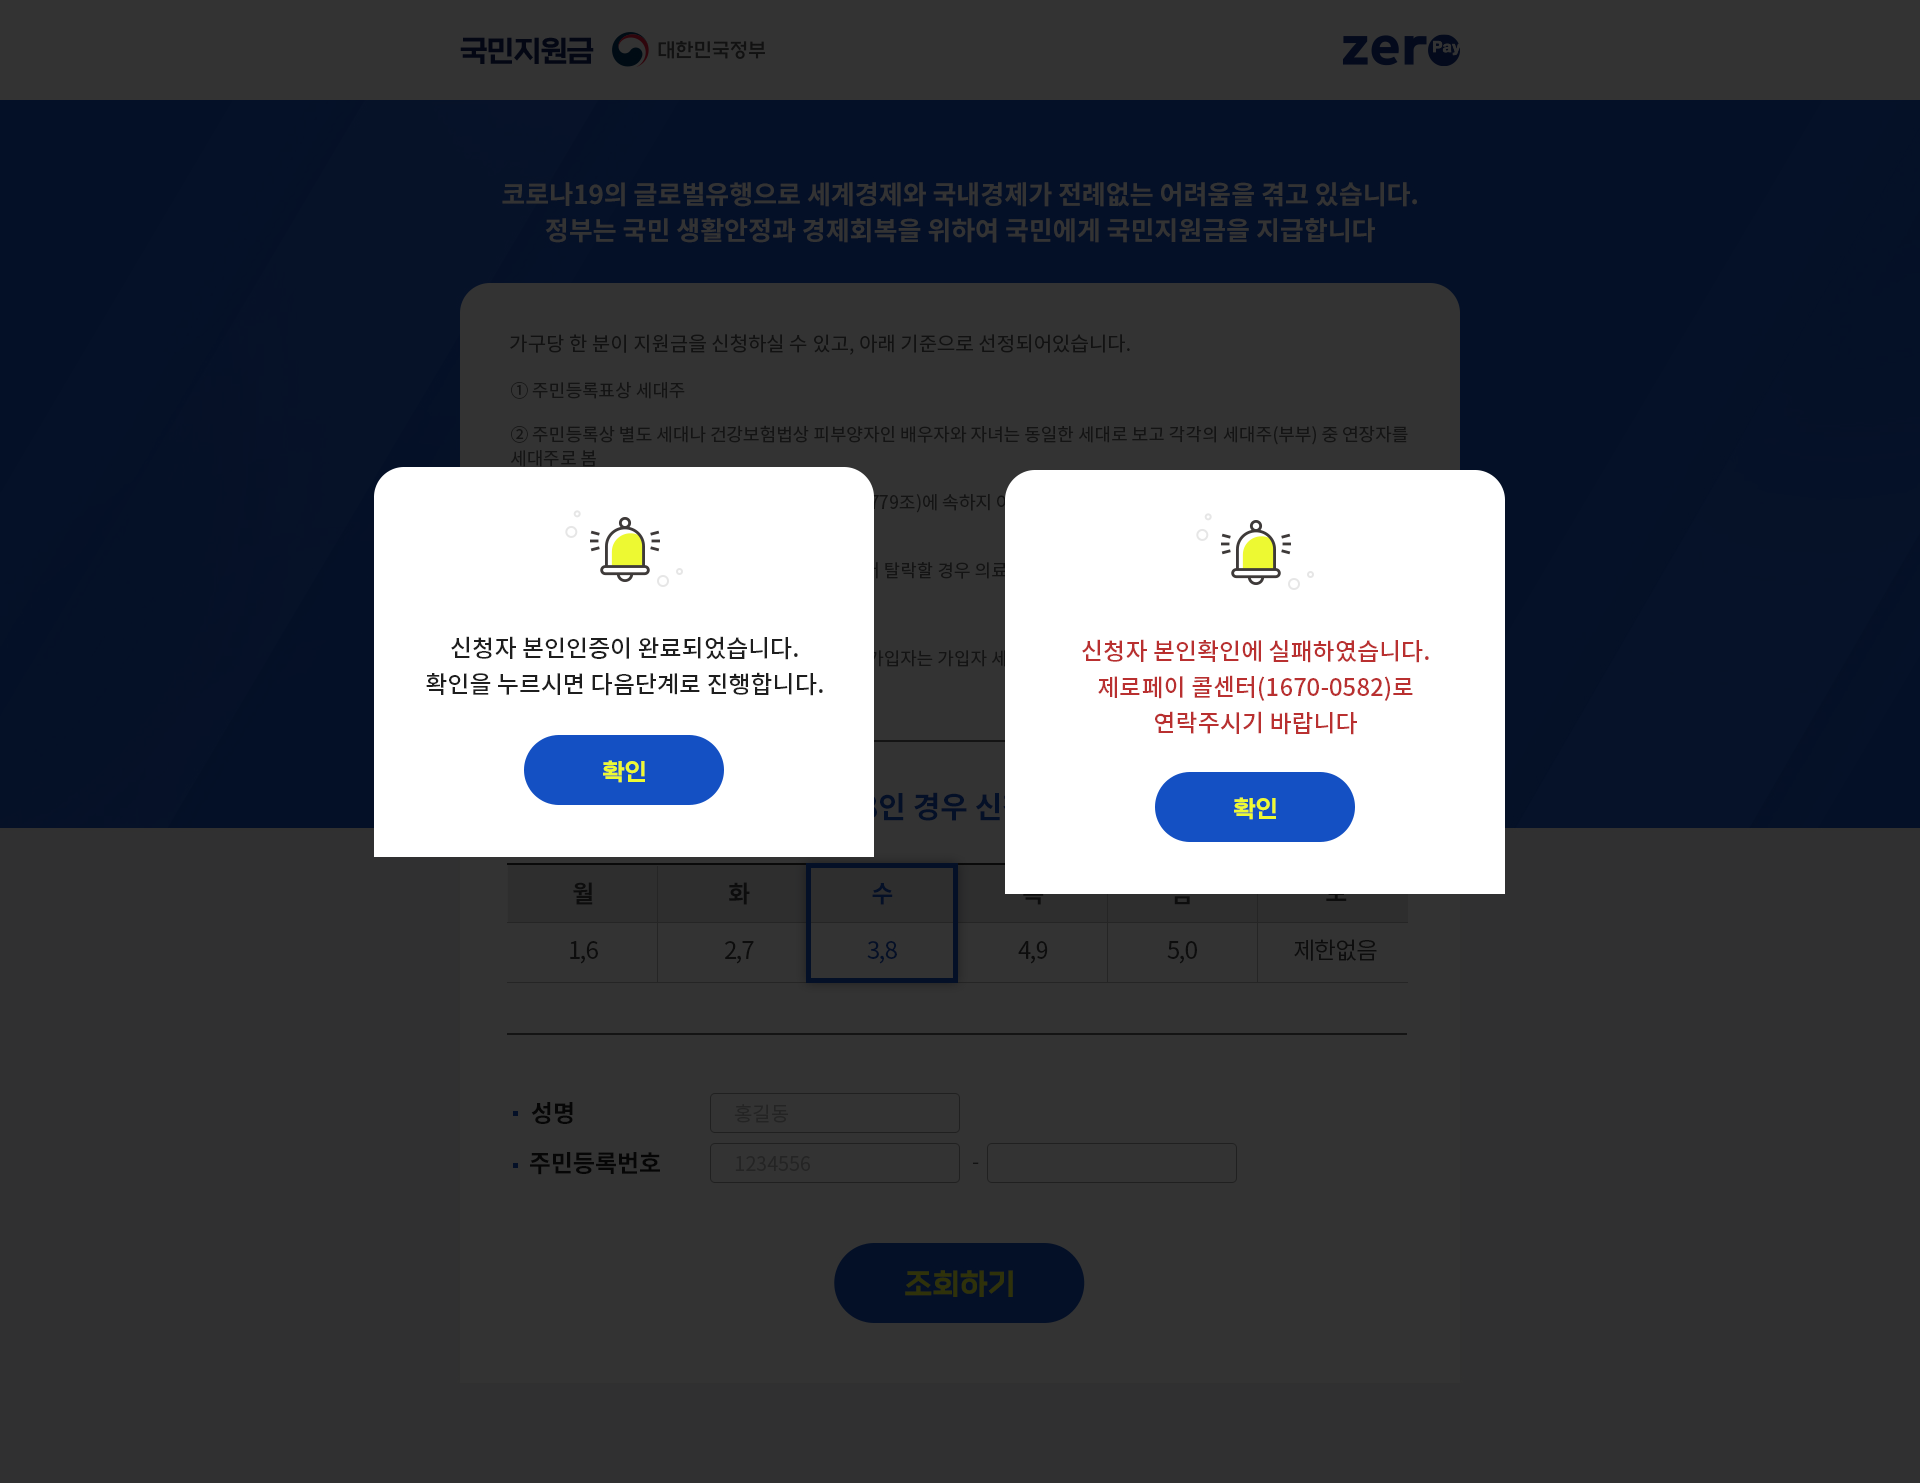 국민지원금
대한민국정부
zero Pay
코로나19의 글로벌유행으로 세계경제와 국내경제가 전례없는 어려움을 겪고 있습니다.
정부는 국민 생활안정과 경제회복을 위하여 국민에게 국민지원금을 지급합니다
가구당 한 분이 지원금을 신청하실 수 있고, 아래 기준으로 선정되어있습니다.
① 주민등록표상 세대주
② 주민등록상 별도 세대나 건강보험법상 피부양자인 배우자와 자녀는 동일한 세대로 보고 각각의 세대주(부부) 중 연장자를
세대주로 봄
779조)에 속하지
탈락할 경우 의료
가입자는 가입자 세
신청자 본인인증이 완료되었습니다.
확인을 누르시면 다음단계로 진행합니다.
확인
신청자 본인확인에 실패하였습니다.
제로페이 콜센터(1670-0582)로
연락주시기 바랍니다
확인
인 경우
월 화 수
1,6 2,7 3,8 4,9 5,0 제한없음
성명 홍길동
주민등록번호 1234556 -
조회하기